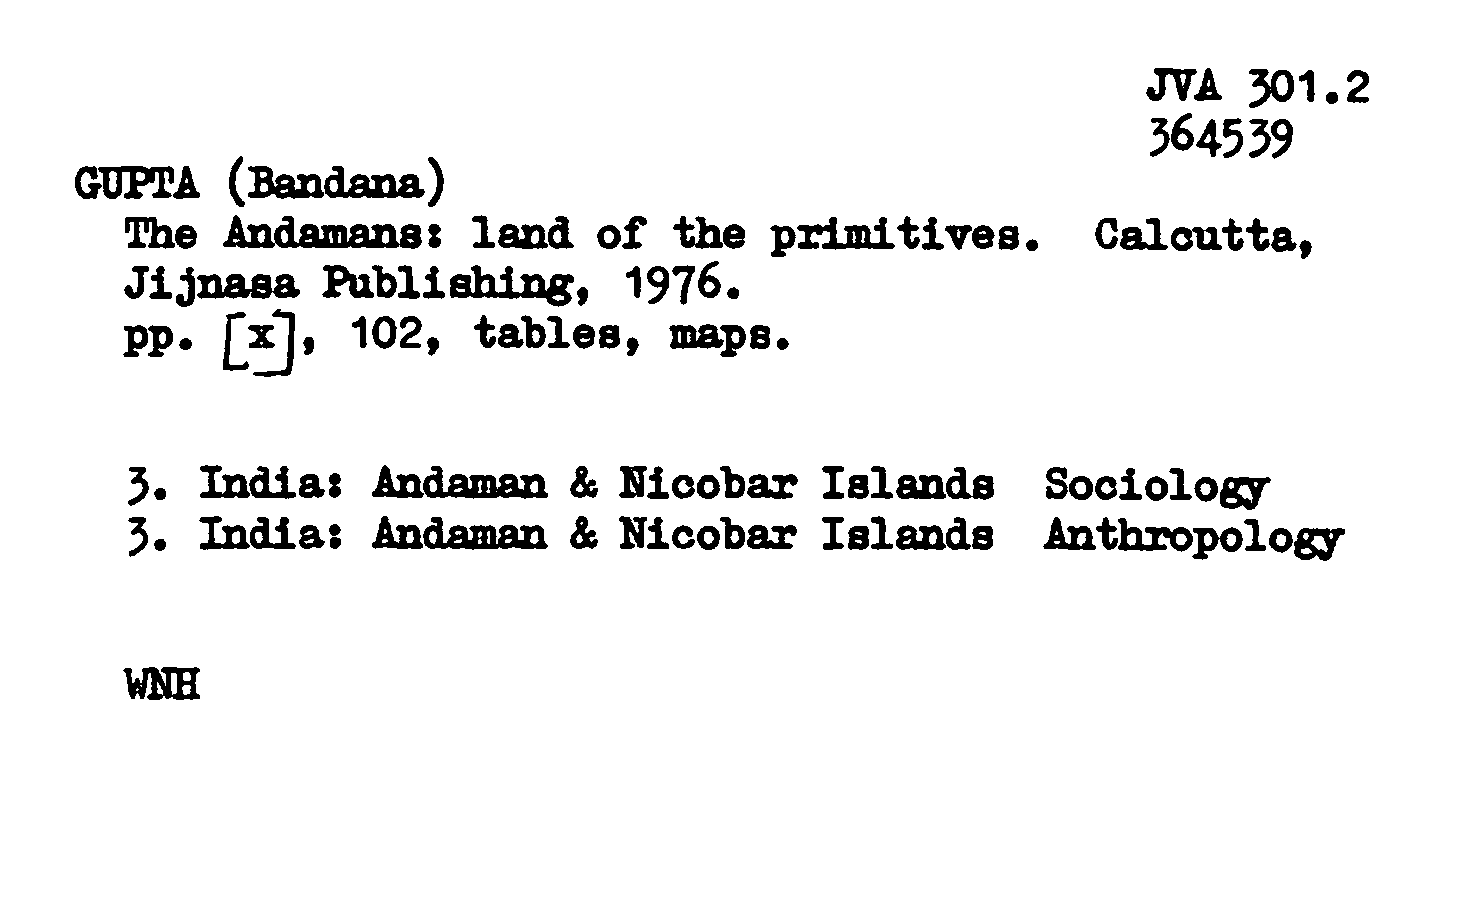 JVA 301.2
364539
GUPTA (Bandana)
The Andamans: land of the primitives. Calcutta,
Jijnasa Publishing, 1976.
pp. [x], 102, tables, maps.
3. India: Andaman & Nicobar Islands Sociology
3. India: Andaman & Nicobar Islands Anthropology
WNH